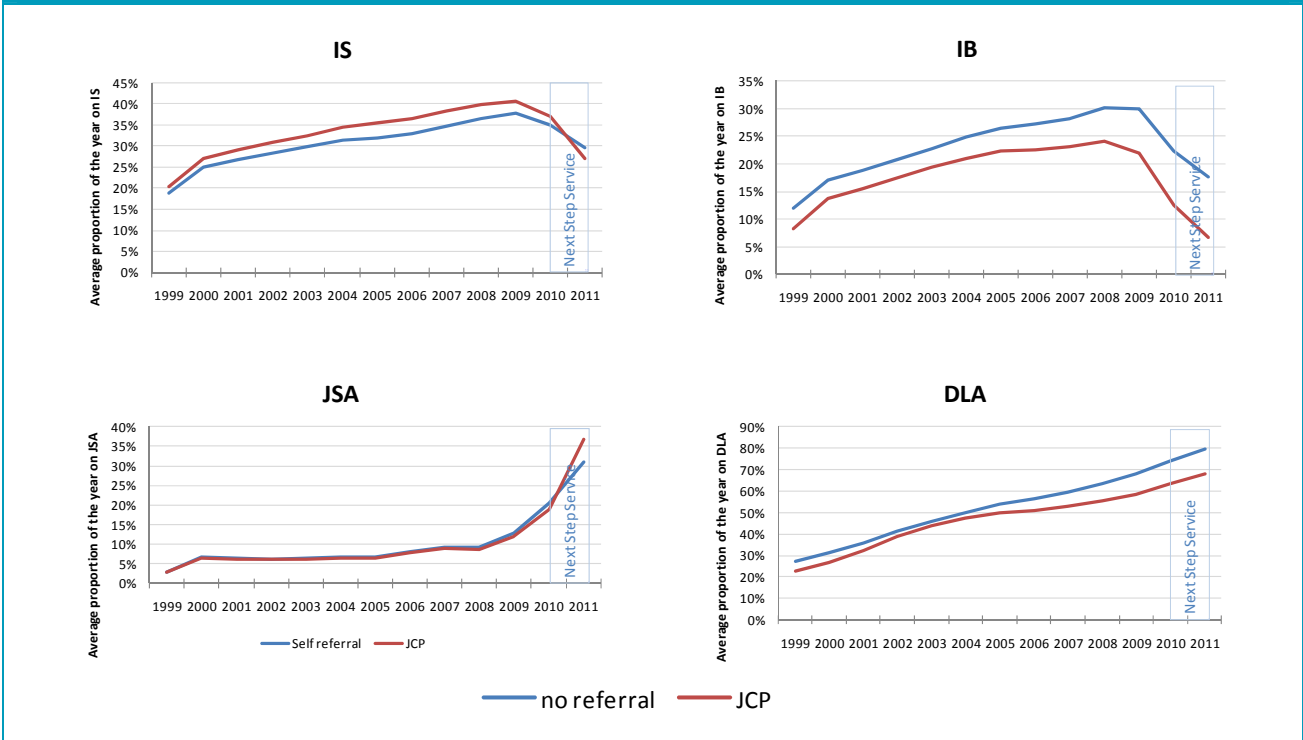 IS
Average proportion of the year on IS
45%
40%
35%
30%
25%
20%
15%
10%
5%
0%
Next Step Service
1999 2000 2001 2002 2003 2004 2005 2006 2007 2008 2009 2010 2011
IB
Average proportion of the year on IB
35%
30%
25%
20%
15%
10%
5%
0%
Next Step Service
1999 2000 2001 2002 2003 2004 2005 2006 2007 2008 2009 2010 2011
JSA
Average proportion of the year on JSA
40%
35%
30%
25%
20%
15%
10%
5%
0%
Next Step Service
1999 2000 2001 2002 2003 2004 2005 2006 2007 2008 2009 2010 2011
Self referral JCP
DLA
Average proportion of the year on DLA
90%
80%
70%
60%
50%
40%
30%
20%
10%
0%
Next Step Service
1999 2000 2001 2002 2003 2004 2005 2006 2007 2008 2009 2010 2011
no referral JCP